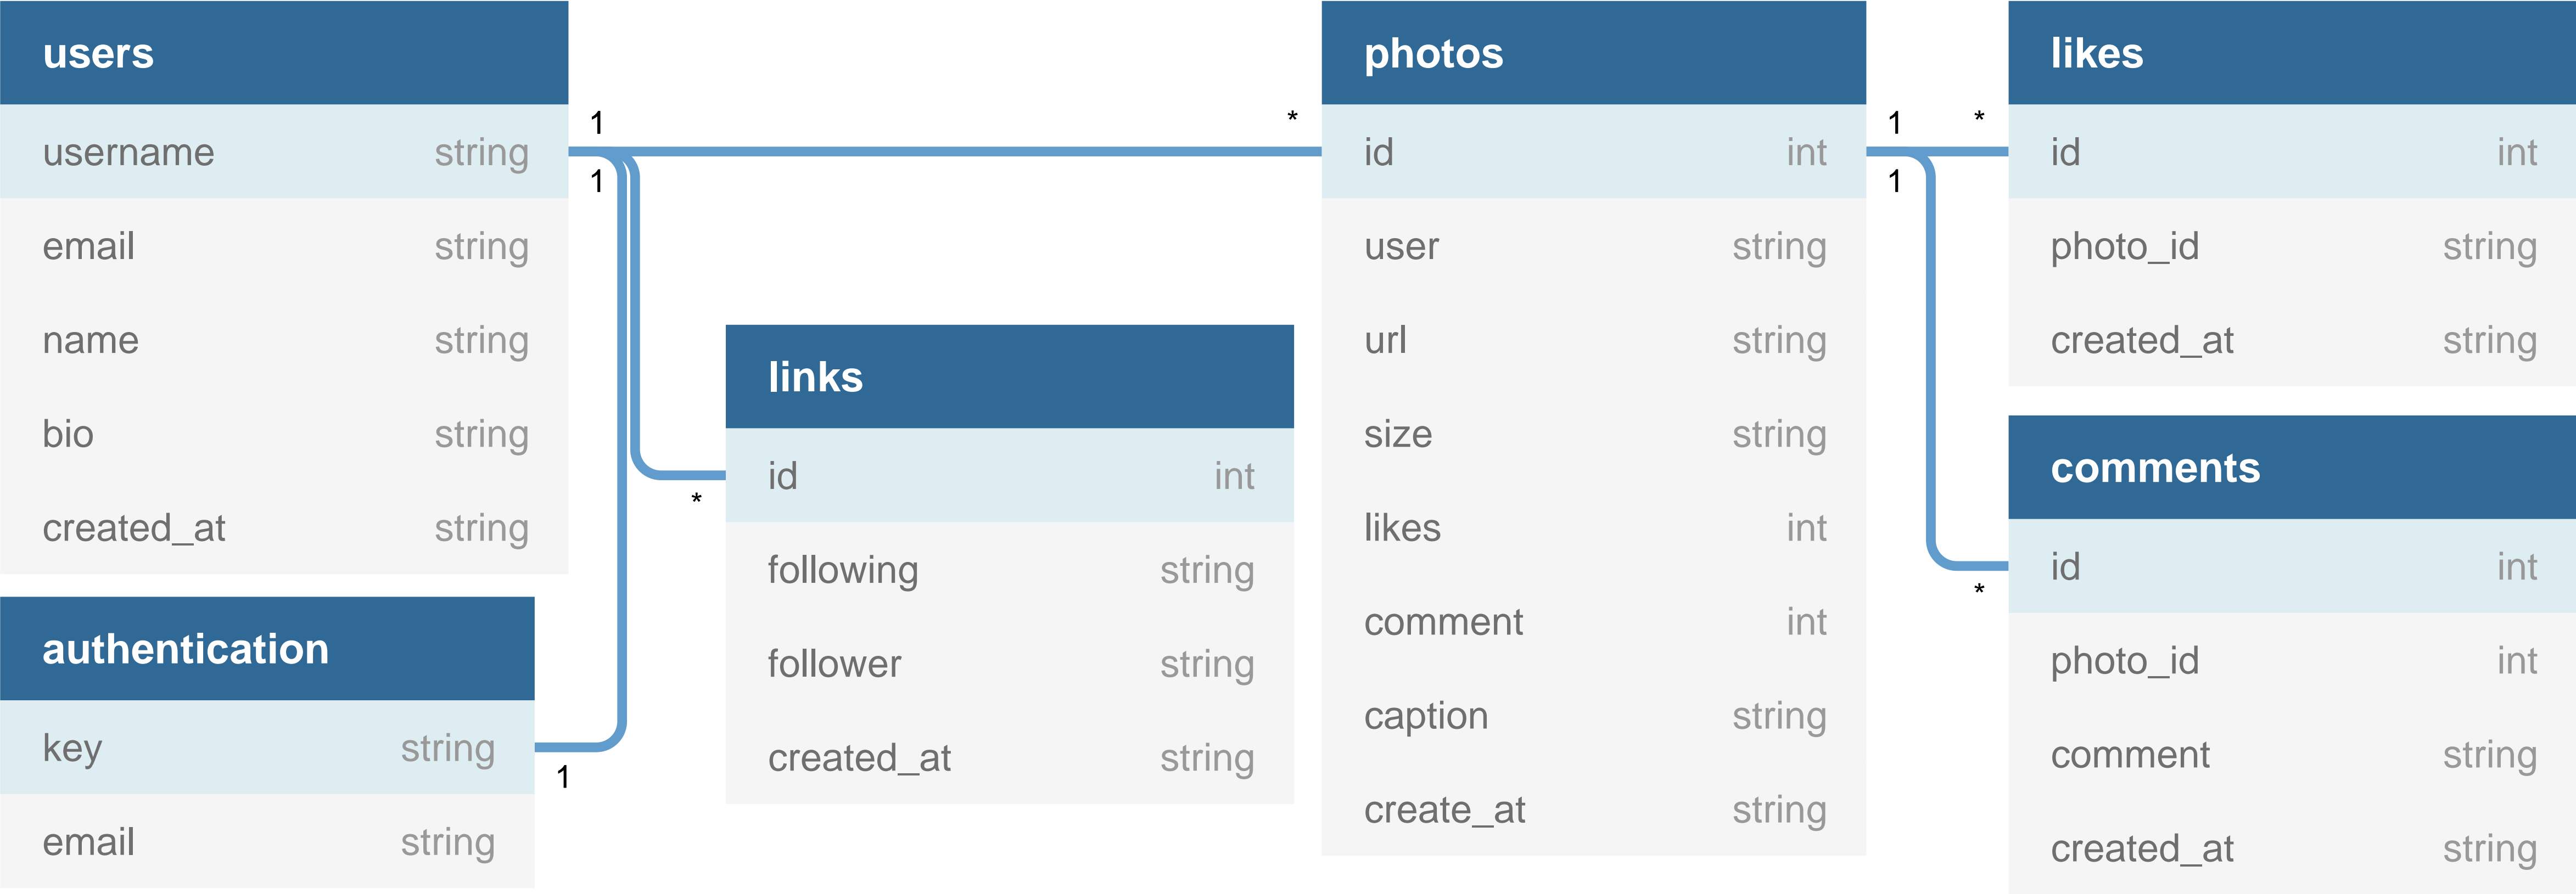 users
username string
email string
name string
bio string
created_at string
authentication
key string
email string
1
1
1
*
*
links
id int
following string
follower string
created_at string
photos
id int
user string
url string
size string
likes int
comment int
caption string
create_at string
1 *
1
*
likes
id int
photo_id string
created_at string
comments
id int
photo_id int
comment string
created_at string